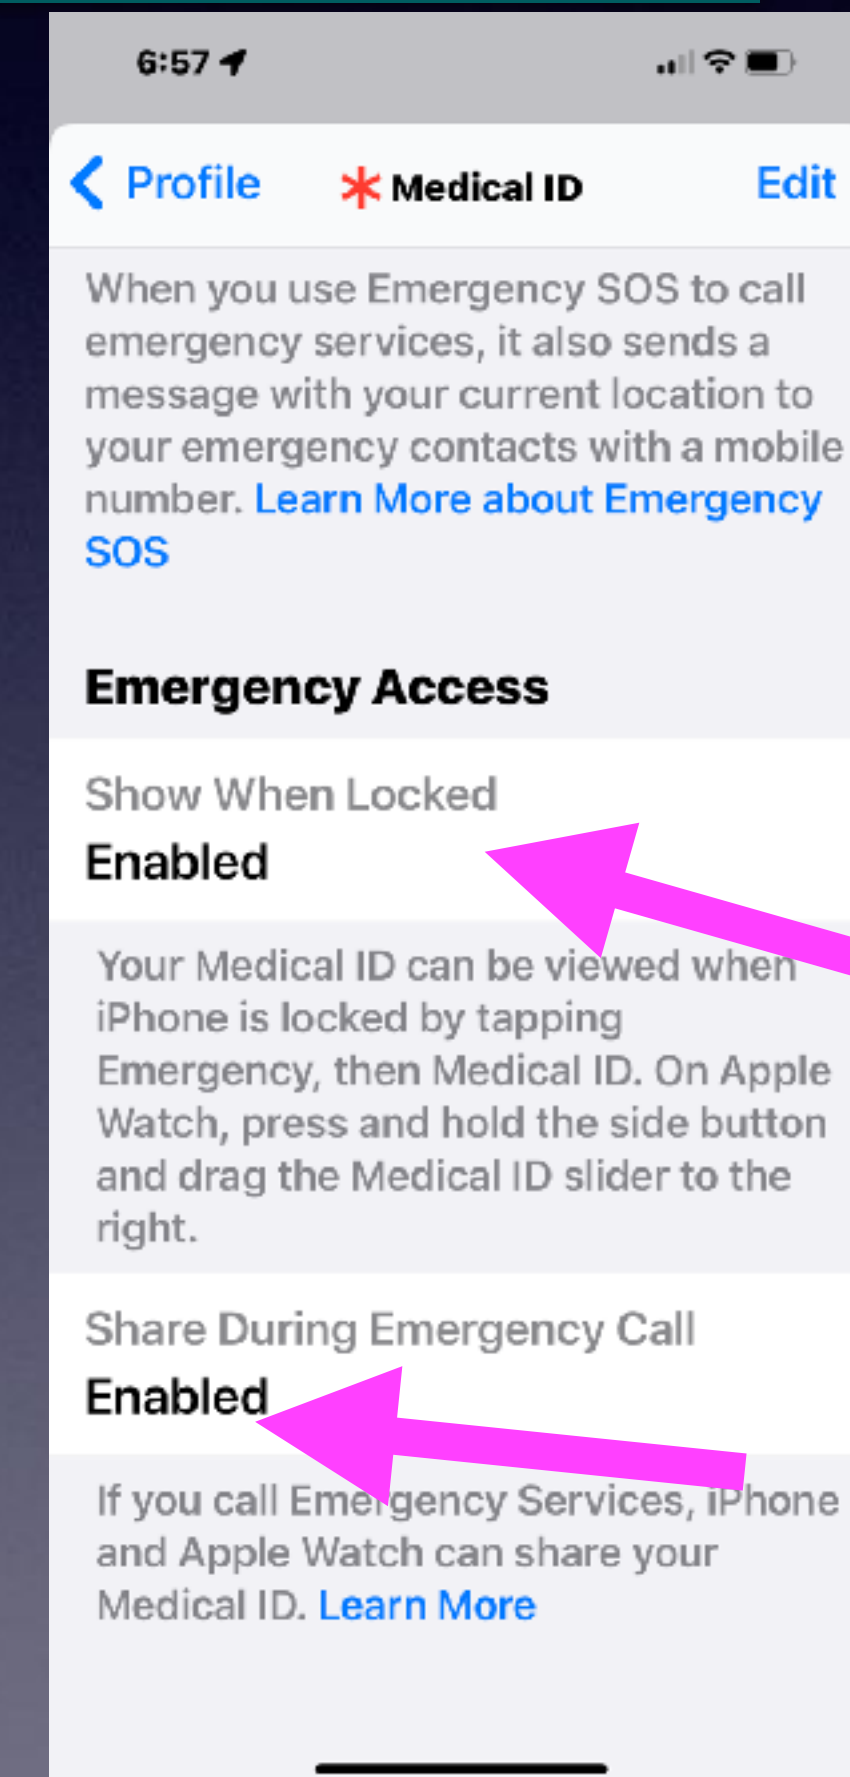 6:57
Profile
Medical ID
Edit
When you use Emergency SOS to call
emergency services, it also sends a
message with your current location to
your emergency contacts with a mobile
number. Learn More about Emergency
SOS
Emergency Access
Show When Locked
Enabled
Your Medical ID can be viewed when
iPhone is locked by tapping
Emergency, then Medical ID. On Apple
Watch, press and hold the side button
and drag the Medical ID slider to the
right.
Share During Emergency Call
Enabled
If you call Emergency Services, iPhone
and Apple Watch can share your
Medical ID. Learn More